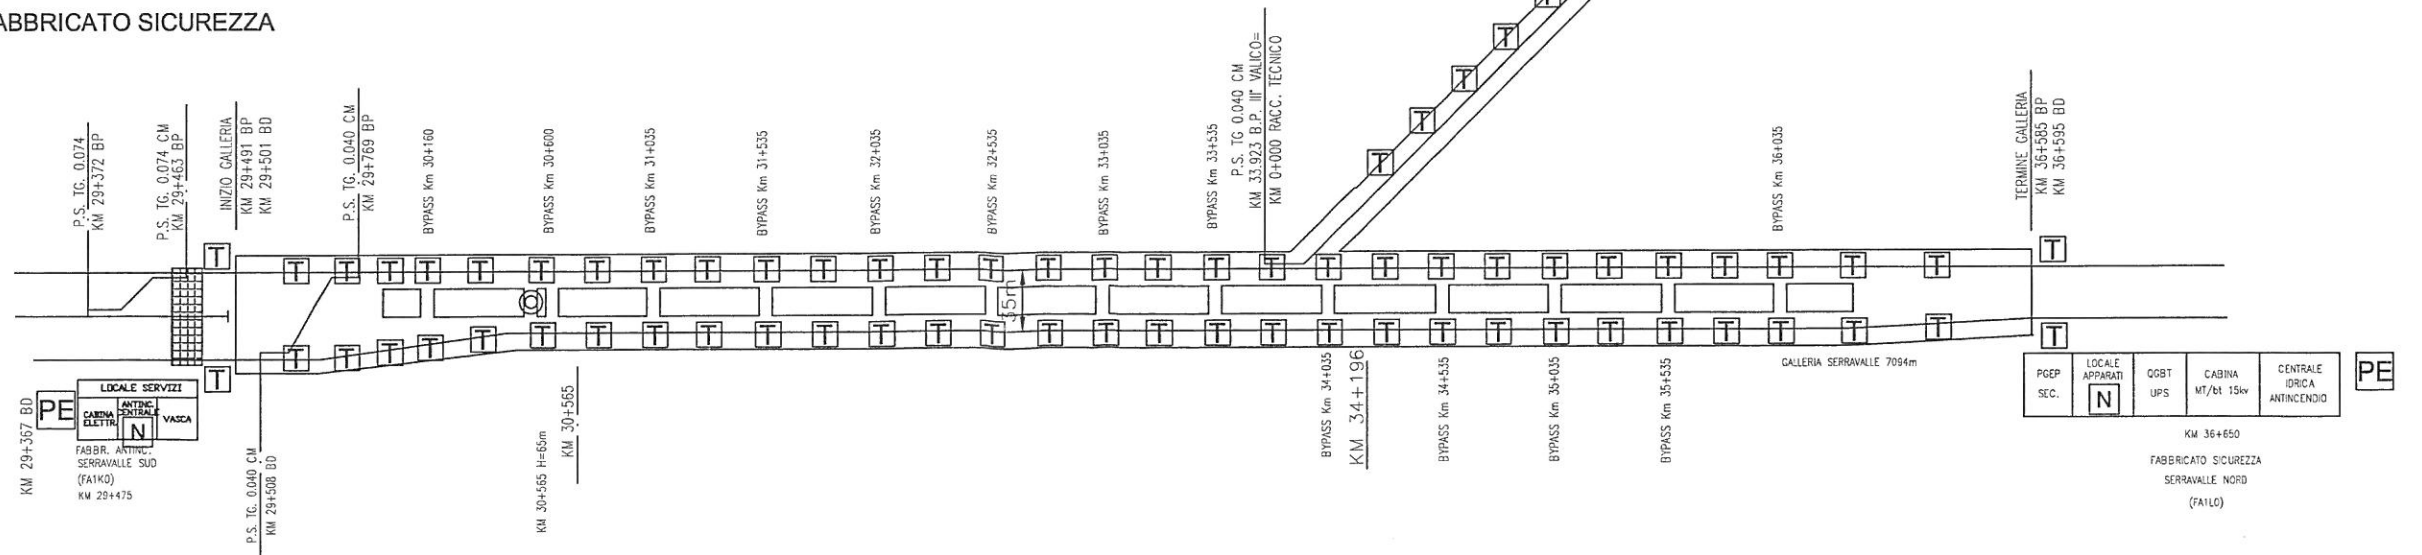 ABBRICATO SICUREZZA
P.S. TG. 0.074
KM 29+372 BP
P.S. TG. 0.074 CM
KM 29+463 BP
INIZIO GALLERIA
KM 29+491 BP
KM 29+501 BD
P.S. TG. 0.040 CM
KM 29+769 BP
BYPASS Km 30+160
BYPASS Km 30+600
BYPASS Km 31+035
BYPASS Km 31+535
BYPASS Km 32+035
BYPASS Km 32+535
BYPASS Km 33+035
BYPASS Km 33+535
P.S. TG 0.040 CM
KM 33.923 B.P. III° VALICO=
KM 0+000 RACC. TECNICO
BYPASS Km 36+035
TERMINE GALLERIA
KM 36+585 BP
KM 36+595 BD
T T T T T
T T
T T T T T T T T T T T T T T T T T T T T T T T T T T T T
35m
T T T T T T T T T T T T T T T T T T T T T T T T T T T T
T T
GALLERIA SERRAVALLE 7094m
KM 29+367 BD
PE
LOCALE SERVIZI
CABINA
ELETTR.
ANTINC.
CENTRALE
N
VASCA
FABBR. ANTINC.
SERRAVALLE SUD
(FA1K0)
KM 29+475
P.S. TG. 0.040 CM
KM 29+508 BD
KM 30+565 H=65m
KM 30+565
BYPASS Km 34+035
KM 34+196
BYPASS Km 34+535
BYPASS Km 35+035
BYPASS Km 35+535
PGEP
SEC.
LOCALE
APPARATI
N
QGBT
UPS
CABINA
MT/bt 15kv
CENTRALE
IDRICA
ANTINCENDIO
PE
KM 36+650
FABBRICATO SICUREZZA
SERRAVALLE NORD
(FA1L0)